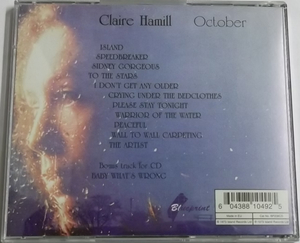 Claire Hamill October
ISLAND
SPEEDBREAKER
SIDNEY GORGEOUS
TO THE STARS
I DON'T GET ANY OLDER
CRYING UNDER THE BEDCLOTHES
PLEASE STAY TONIGHT
WARRIOR OF THE WATER
PEACEFUL
WALL TO WALL CARPETING
THE ARTIST
Bonus track for CD
BABY WHAT'S WRONG
Blueprint
6 04388 10492 5